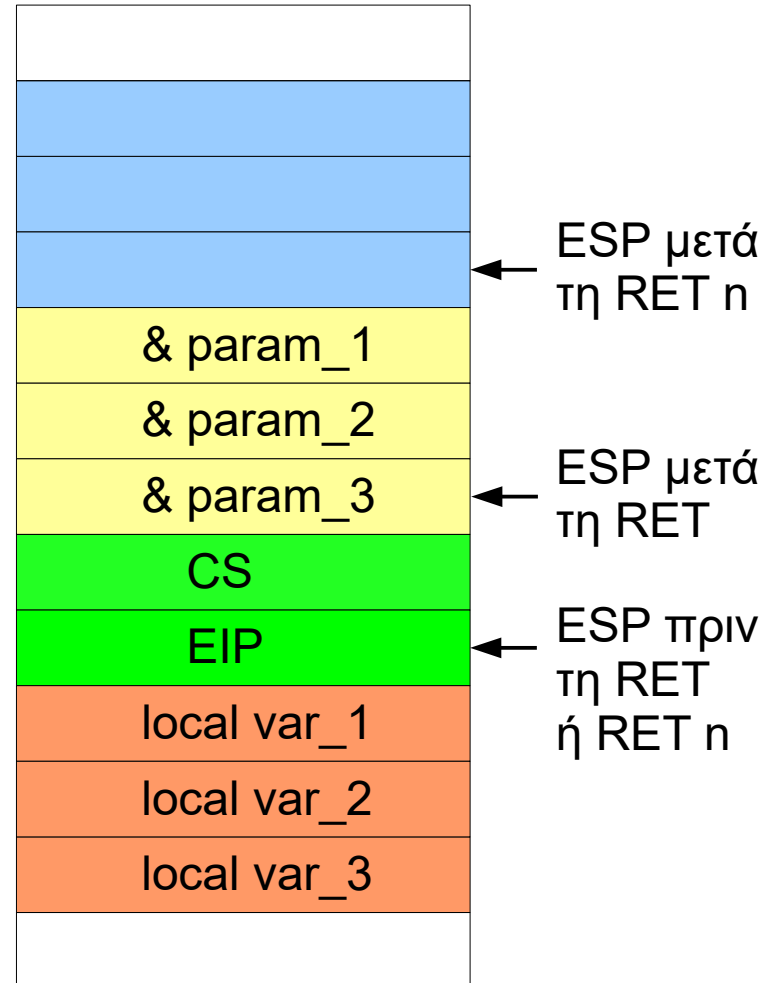 ESP μετά
τη RET n
& param_1
& param_2
& param_3
ESP μετά
τη RET
CS
EIP
ESP πριν
τη RET
ή RET n
local var_1
local var_2
local var_3